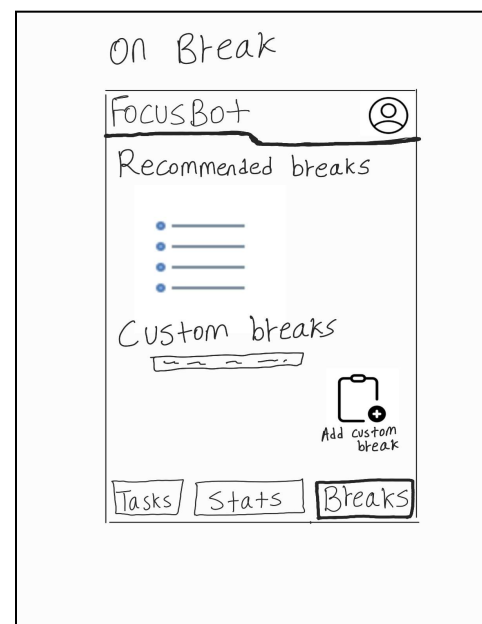 On Break
FocusBot
Recommended breaks
Custom breaks
Add custom
break
Tasks
Stats
Breaks